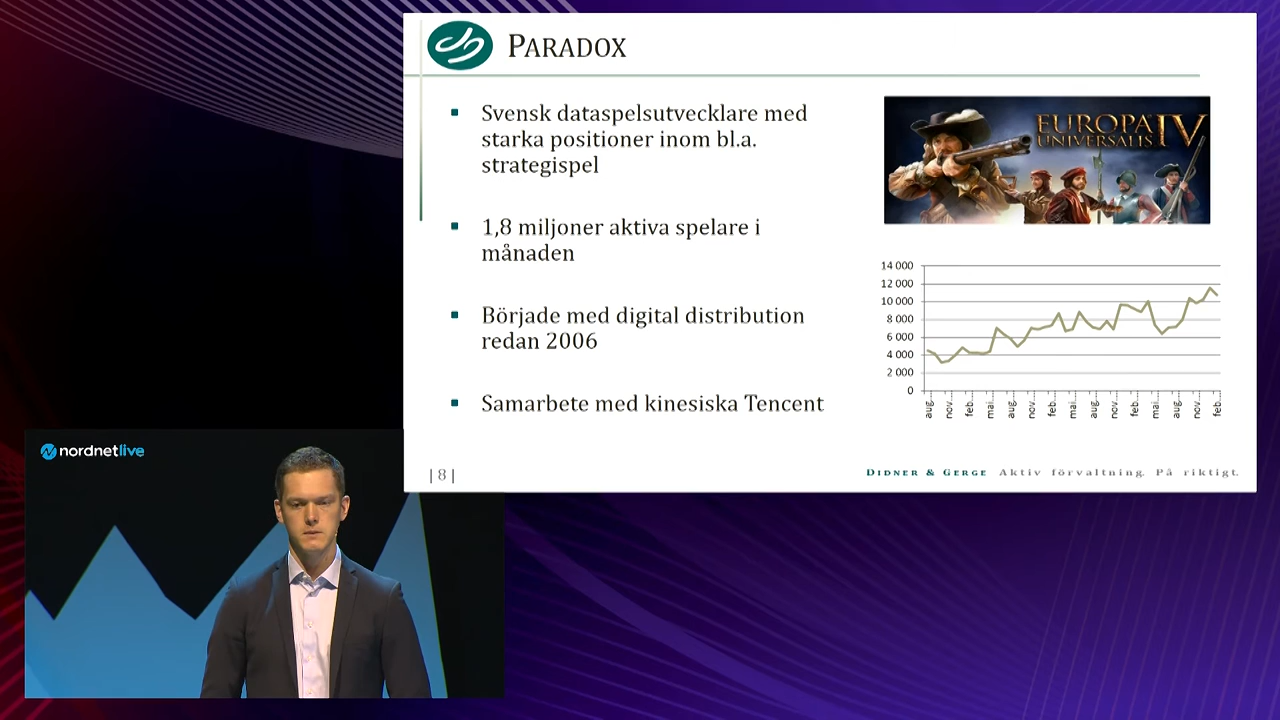 PARADOX
▪ Svensk dataspelsutvecklare med
starka positioner inom bl.a.
strategispel
▪ 1,8 miljoner aktiva spelare i
månaden
▪ Började med digital distribution
redan 2006
▪ Samarbete med kinesiska Tencent
EUROPA
UNIVERSALIS IV
14 000
12 000
10 000
8 000
6 000
4 000
2 000
0
aug. nov. feb. maj. aug. nov. feb. maj. aug. nov. feb. maj. aug. nov. feb.
|8|
DIDNER & GERGE Aktiv förvaltning. På riktigt.
nordnetlive